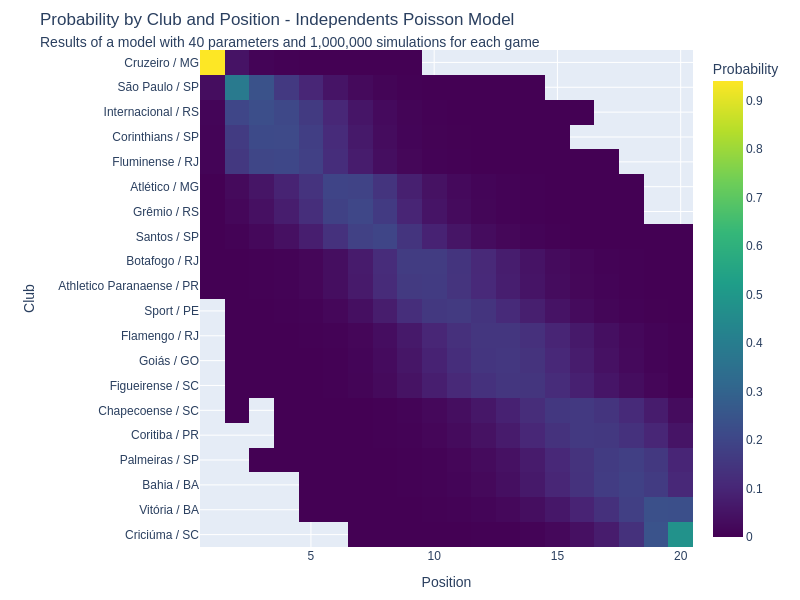 Probability by Club and Position - Independents Poisson Model
Results of a model with 40 parameters and 1,000,000 simulations for each game
Cruzeiro / MG
São Paulo / SP
Internacional / RS
Corinthians / SP
Fluminense / RJ
Atlético / MG
Grêmio / RS
Santos / SP
Botafogo / RJ
Athletico Paranaense / PR
Sport / PE
Flamengo / RJ
Goiás / GO
Figueirense / SC
Chapecoense / SC
Coritiba / PR
Palmeiras / SP
Bahia / BA
Vitória / BA
Criciúma / SC
Club
5
10
15
20
Position
Probability
0.9
0.8
0.7
0.6
0.5
0.4
0.3
0.2
0.1
0